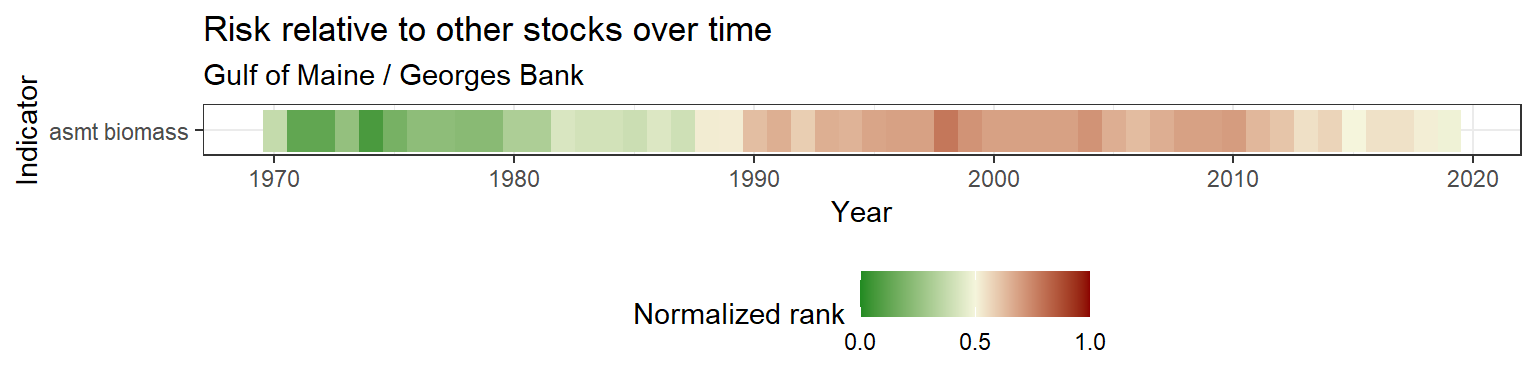 Risk relative to other stocks over time
Gulf of Maine / Georges Bank
Indicator
asmt biomass
1970 1980 1990 2000 2010 2020
Year
Normalized rank
0.0 0.5 1.0